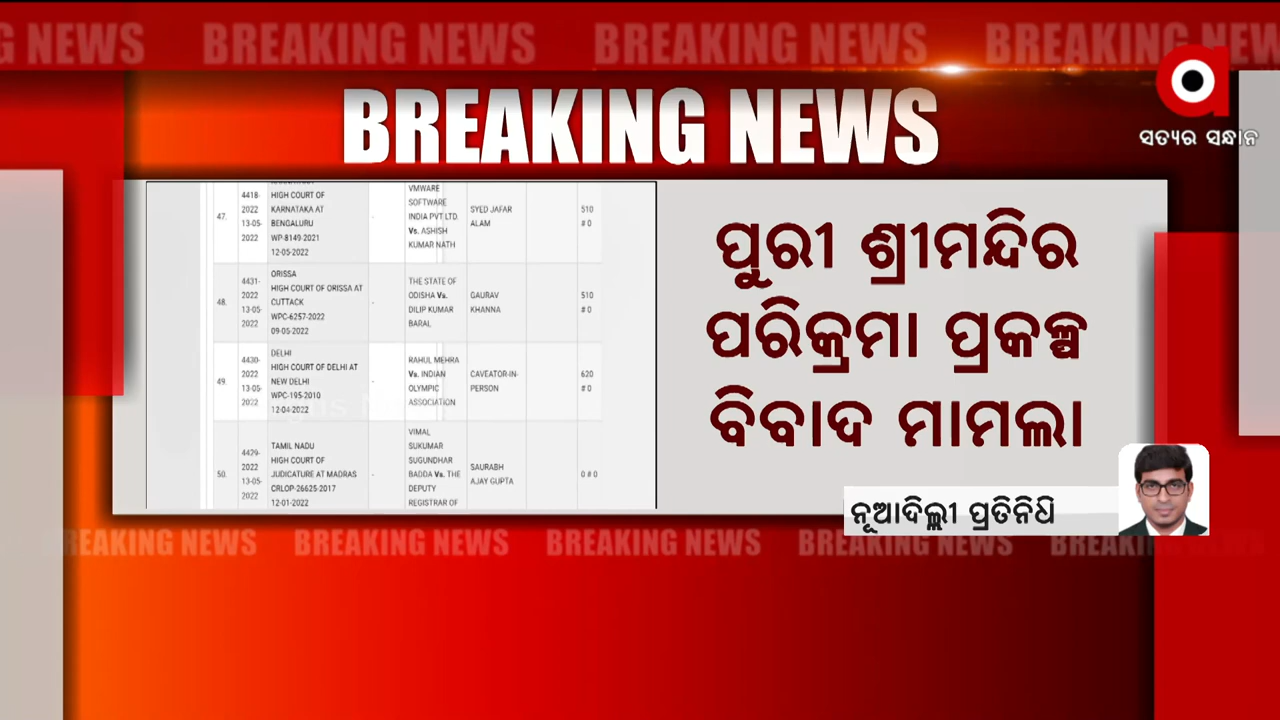 G NEWS BREAKING NEWS BREAKING NEWS BREAKING NEW
BREAKING NEWS
ସତ୍ୟର ସନ୍ଧାନ
47.
4418-
2022
13-05-
2022
HIGH COURT OF
KARNATAKA AT
BENGALURU
WP-8149-2021
12-05-2022
-
VMWARE
SOFTWARE
INDIA PVT LTD.
Vs. ASHISH
KUMAR NATH
SYED JAFAR
ALAM
510
# 0
48.
4431-
2022
13-05-
2022
ORISSA
HIGH COURT OF ORISSA AT
CUTTACK
WPC-6257-2022
09-05-2022
-
THE STATE OF
ODISHA Vs.
DILIP KUMAR
BARAL
GAURAV
KHANNA
510
# 0
49.
4430-
2022
13-05-
2022
DELHI
HIGH COURT OF DELHI AT
NEW DELHI
WPC-195-2010
12-04-2022
-
RAHUL MEHRA
Vs. INDIAN
OLYMPIC
ASSOCIATION
CAVEATOR-IN-
PERSON
620
# 0
50.
4429-
2022
13-05-
2022
TAMIL NADU
HIGH COURT OF
JUDICATURE AT MADRAS
CRLOP-26625-2017
12-01-2022
-
VIMAL
SUKUMAR
SUGUNDHAR
BADDA Vs. THE
DEPUTY
REGISTRAR OF
SAURABH
AJAY GUPTA
0 # 0
ପୁରୀ ଶ୍ରୀମନ୍ଦିର
ପରିକ୍ରମା ପ୍ରକଳ୍ପ
ବିବାଦ ମାମଲା
ନୂଆଦିଲ୍ଲୀ ପ୍ରତିନିଧି
EAKING NEWS BREAKING NEWS BREAKING NEWS BREAKING NEWS